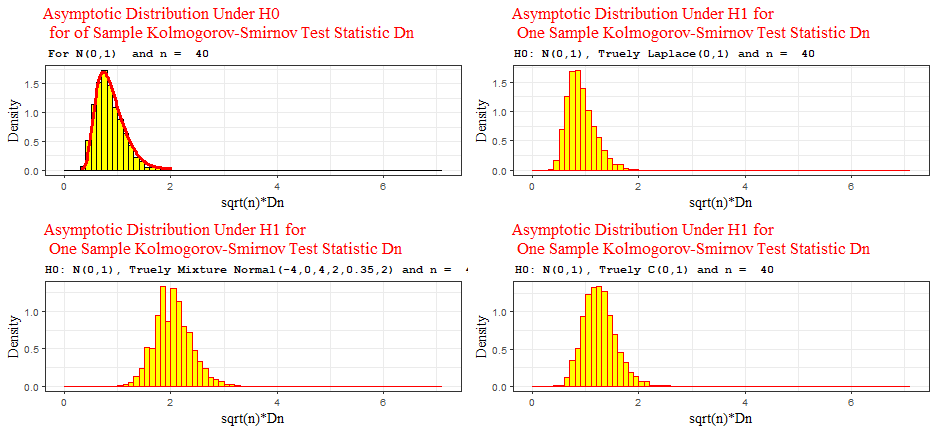 Asymptotic Distribution Under H0
for of Sample Kolmogorov-Smirnov Test Statistic Dn
For N(0,1) and n = 40
Density
1.5
1.0
0.5
0.0
0 2 4 6
sqrt(n)*Dn
Asymptotic Distribution Under H1 for
One Sample Kolmogorov-Smirnov Test Statistic Dn
H0: N(0,1), Truely Laplace(0,1) and n = 40
Density
1.5
1.0
0.5
0.0
0 2 4 6
sqrt(n)*Dn
Asymptotic Distribution Under H1 for
One Sample Kolmogorov-Smirnov Test Statistic Dn
H0: N(0,1), Truely Mixture Normal(-4,0,4,2,0.35,2) and n =
Density
1.0
0.5
0.0
0 2 4 6
sqrt(n)*Dn
Asymptotic Distribution Under H1 for
One Sample Kolmogorov-Smirnov Test Statistic Dn
H0: N(0,1), Truely C(0,1) and n = 40
Density
1.0
0.5
0.0
0 2 4 6
sqrt(n)*Dn